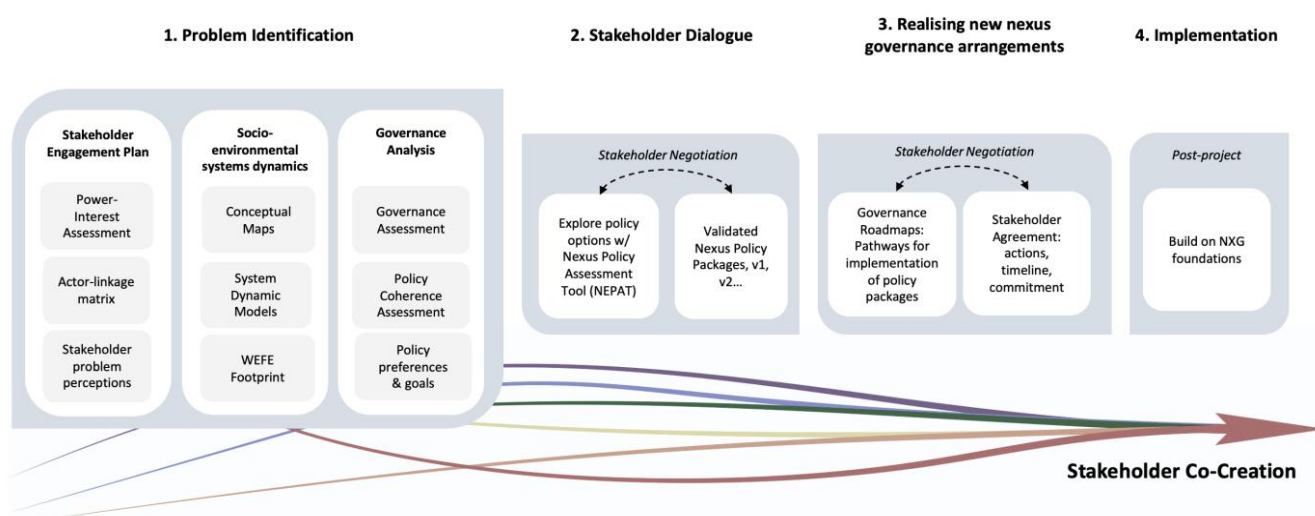 1. Problem Identification
2. Stakeholder Dialogue
3. Realising new nexus
governance arrangements
4. Implementation
Stakeholder
Engagement Plan
Power-
Interest
Assessment
Actor-linkage
matrix
Stakeholder
problem
perceptions
Socio-
environmental
systems dynamics
Conceptual
Maps
System
Dynamic
Models
WEFE
Footprint
Governance
Analysis
Governance
Assessment
Policy
Coherence
Assessment
Policy
preferences
& goals
Stakeholder Negotiation
Explore policy
options w/
Nexus Policy
Assessment
Tool (NEPAT)
Validated
Nexus Policy
Packages, v1,
v2...
Stakeholder Negotiation
Governance
Roadmaps:
Pathways for
implementation
of policy
packages
Stakeholder
Agreement:
actions,
timeline,
commitment
Post-project
Build on NXG
foundations
Stakeholder Co-Creation